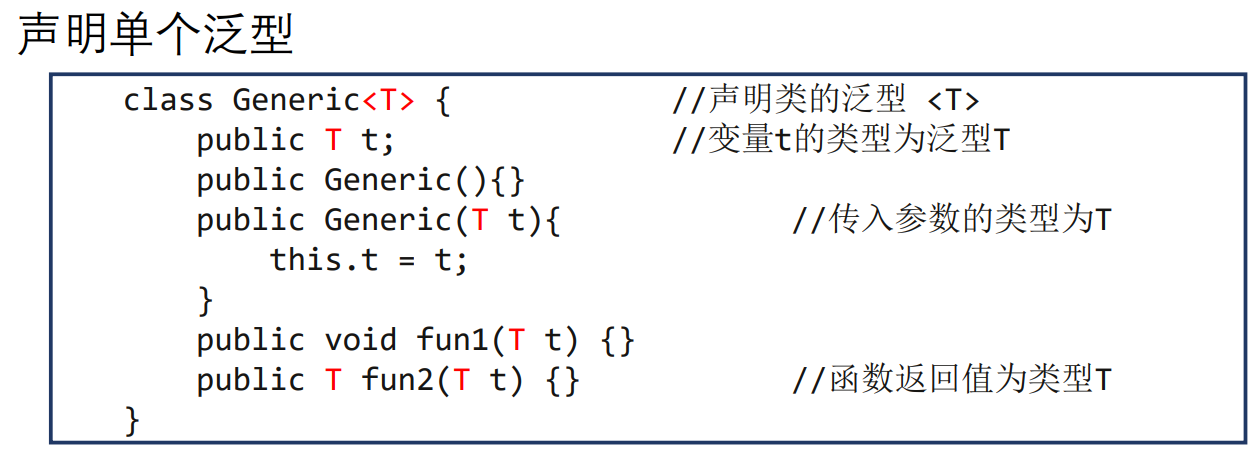 声明单个泛型
class Generic<T> { //声明类的泛型 <T>
public T t; //变量t的类型为泛型T
public Generic(){}
public Generic(T t){ //传入参数的类型为T
this.t = t;
}
public void fun1(T t) {}
public T fun2(T t) {} //函数返回值为类型T
}